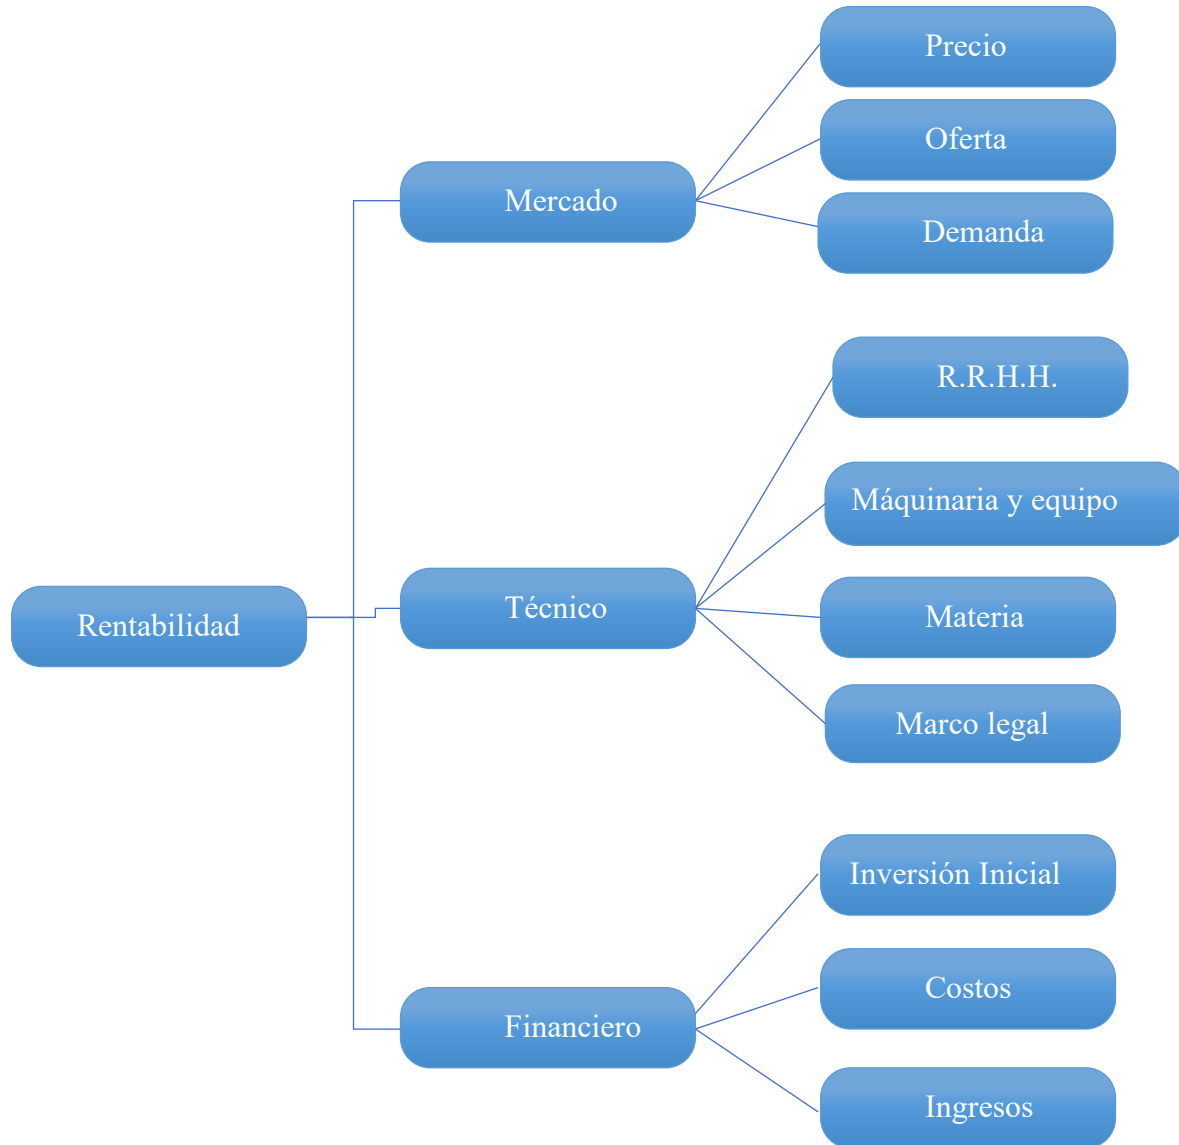 Precio
Oferta
Mercado
Demanda
R.R.H.H.
Máquinaria y equipo
Técnico
Rentabilidad
Materia
Marco legal
Inversión Inicial
Costos
Financiero
Ingresos